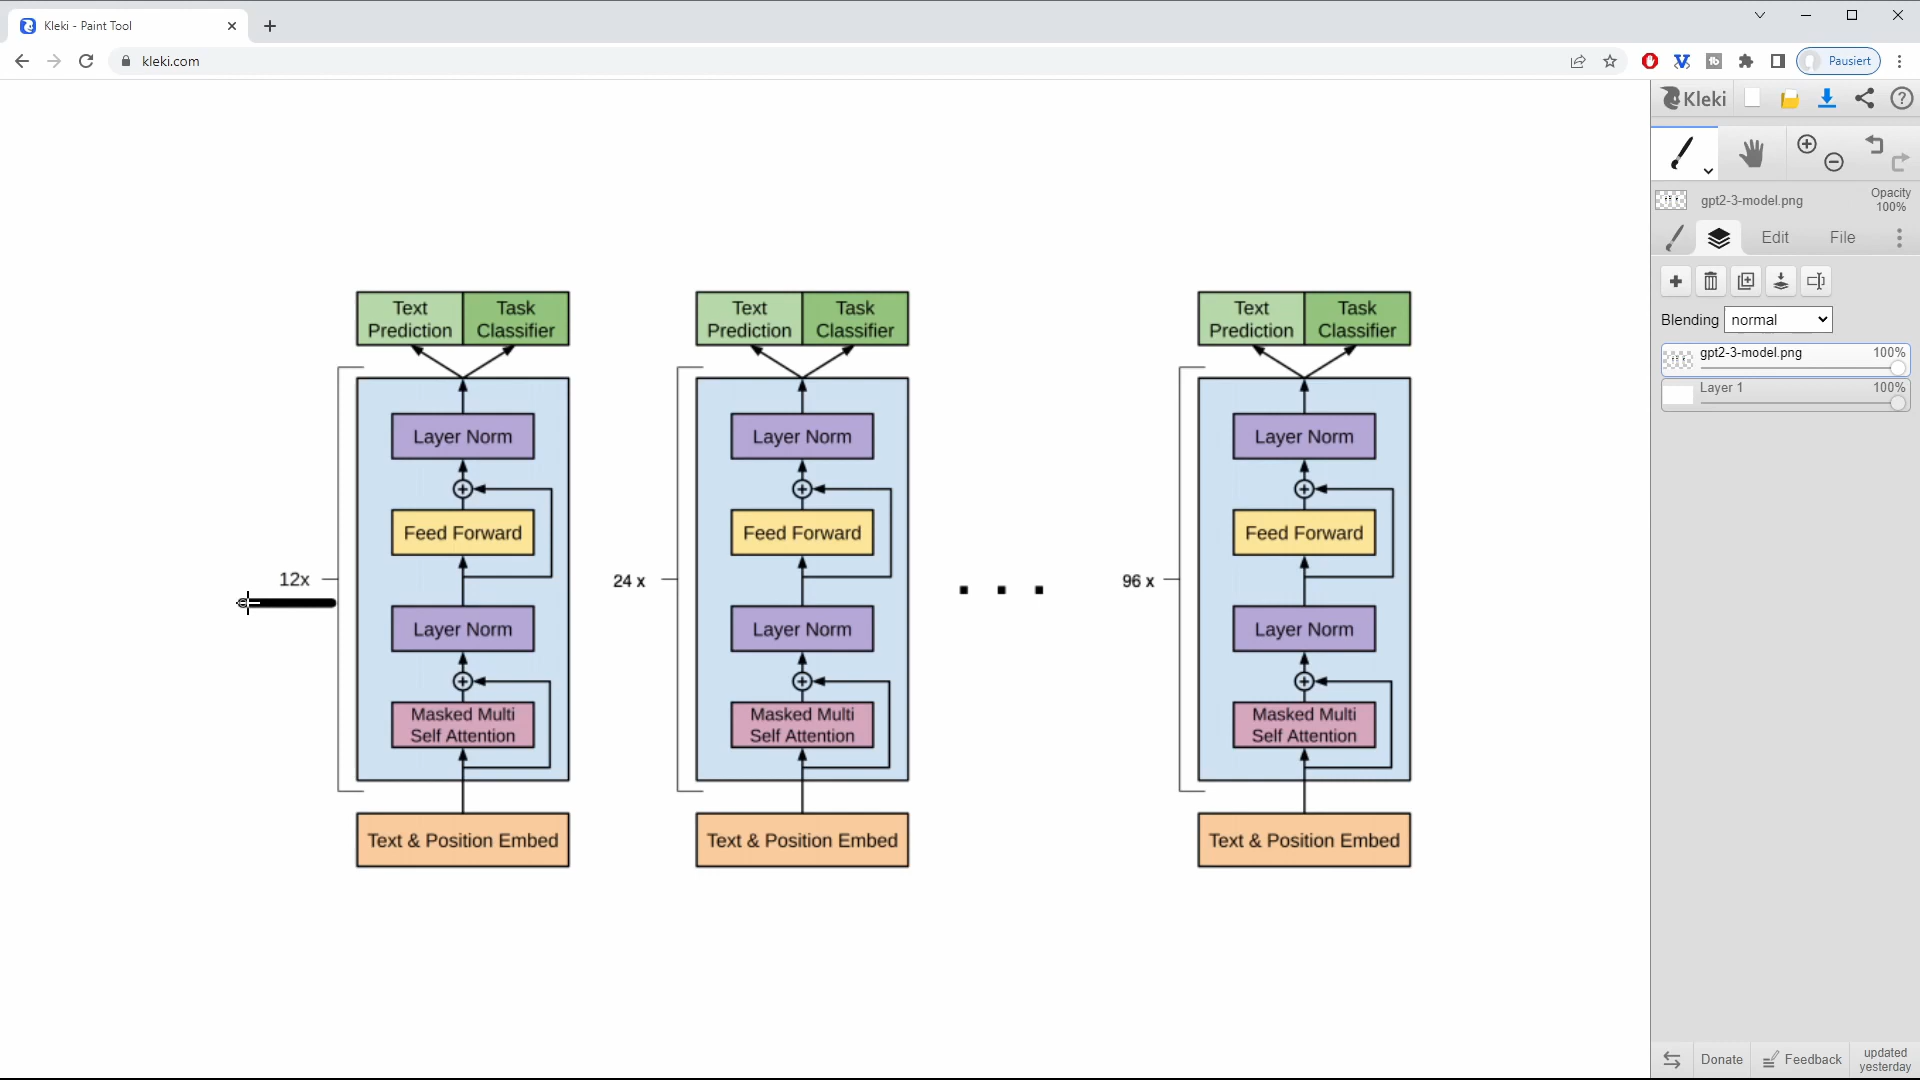 Kleki - Paint Tool
kleki.com
Pausiert
Kleki
gpt2-3-model.png
Opacity
100%
Edit
File
Blending
normal
gpt2-3-model.png
100%
Layer 1
100%
Text
Prediction
Task
Classifier
Layer Norm
Feed Forward
12x
Layer Norm
Masked Multi
Self Attention
Text & Position Embed
Text
Prediction
Task
Classifier
Layer Norm
Feed Forward
24 x
Layer Norm
Masked Multi
Self Attention
Text & Position Embed
. . .
Text
Prediction
Task
Classifier
Layer Norm
Feed Forward
96 x
Layer Norm
Masked Multi
Self Attention
Text & Position Embed
Donate
Feedback
updated
yesterday